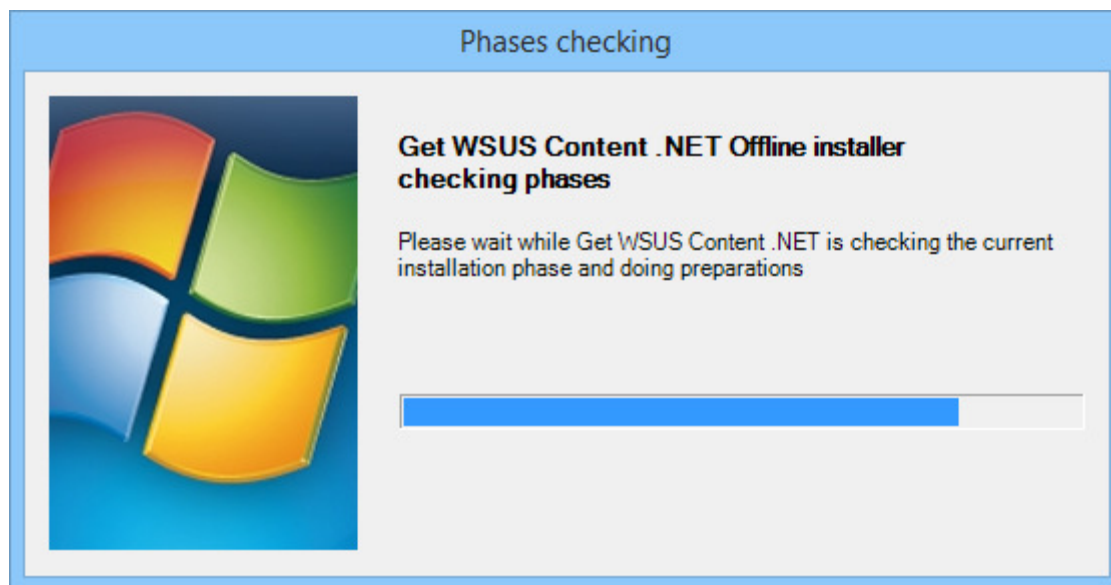 Phases checking
Get WSUS Content .NET Offline installer
checking phases
Please wait while Get WSUS Content .NET is checking the current
installation phase and doing preparations